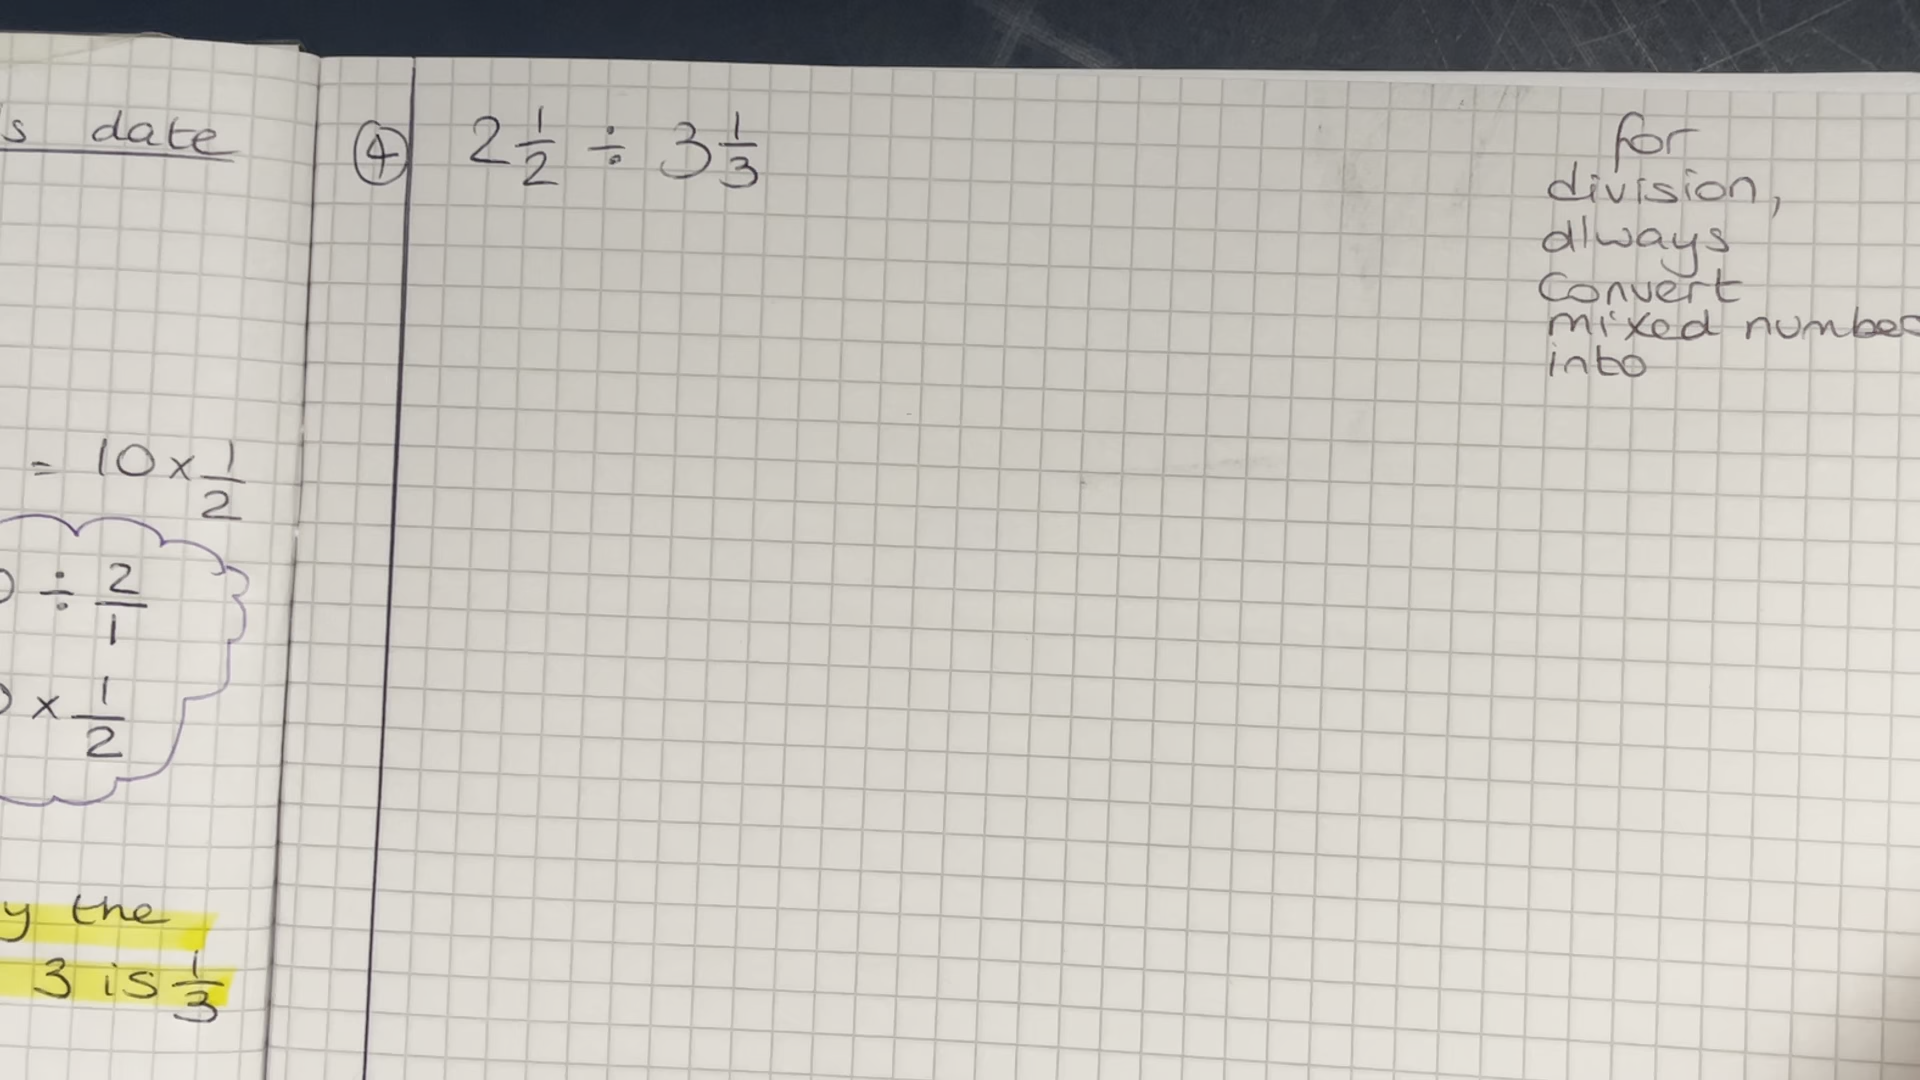 s date
= 10 × 1/2
÷ 2/1
× 1/2
y the
3 is 1/3
④ 2 1/2 ÷ 3 1/3
for
division,
always
Convert
mixed number
into